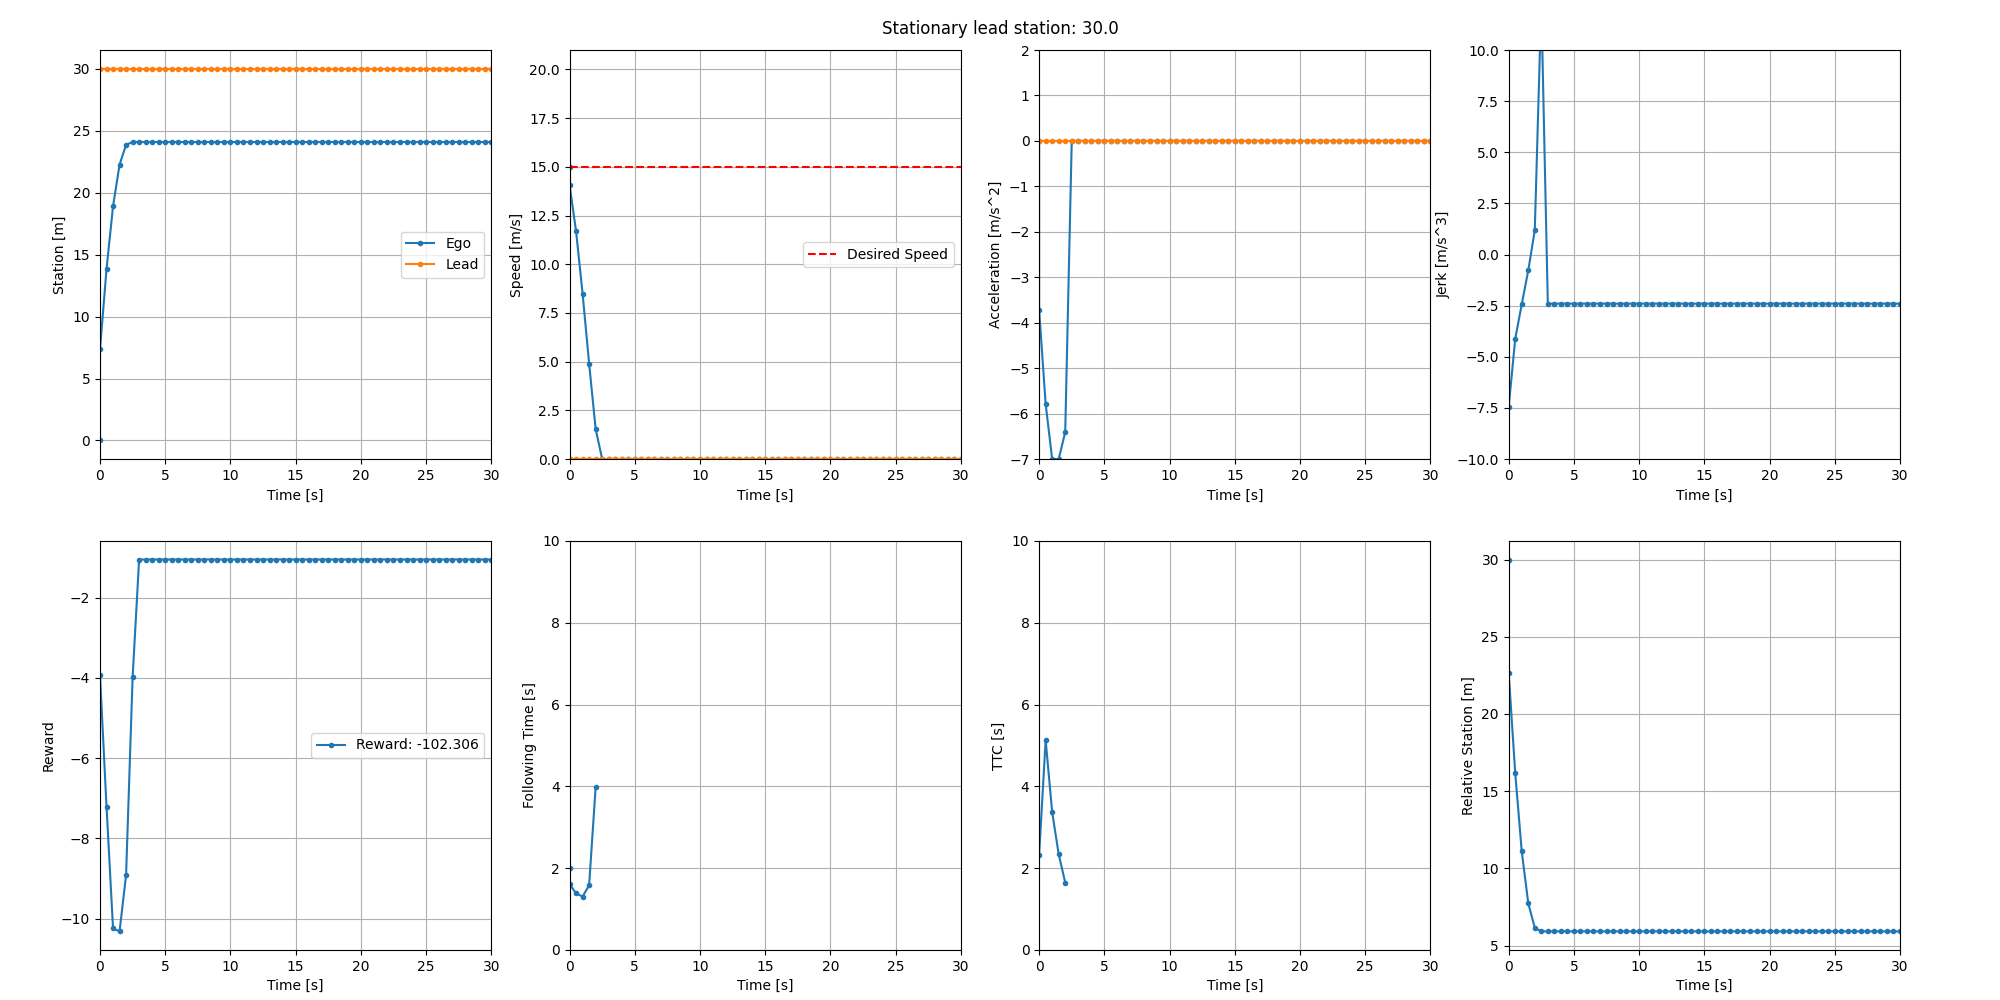 Stationary lead station: 30.0
30
25
20
15
10
5
0
Station [m]
Ego
Lead
0 5 10 15 20 25 30
Time [s]
20.0
17.5
15.0
12.5
10.0
7.5
5.0
2.5
0.0
Speed [m/s]
Desired Speed
0 5 10 15 20 25 30
Time [s]
2
1
0
−1
−2
−3
−4
−5
−6
−7
Acceleration [m/s^2]
0 5 10 15 20 25 30
Time [s]
10.0
7.5
5.0
2.5
0.0
−2.5
−5.0
−7.5
−10.0
Jerk [m/s^3]
0 5 10 15 20 25 30
Time [s]
−2
−4
−6
−8
−10
Reward
Reward: -102.306
0 5 10 15 20 25 30
Time [s]
10
8
6
4
2
0
Following Time [s]
0 5 10 15 20 25 30
Time [s]
10
8
6
4
2
0
TTC [s]
0 5 10 15 20 25 30
Time [s]
30
25
20
15
10
5
Relative Station [m]
0 5 10 15 20 25 30
Time [s]